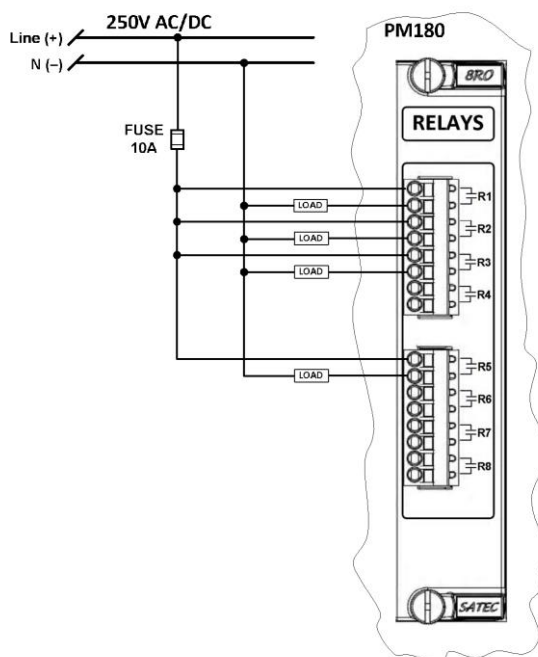 250V AC/DC
Line (+)
N (–)
FUSE
10A
PM180
8RO
RELAYS
R1
LOAD
R2
LOAD
R3
LOAD
R4
R5
LOAD
R6
R7
R8
SATEC